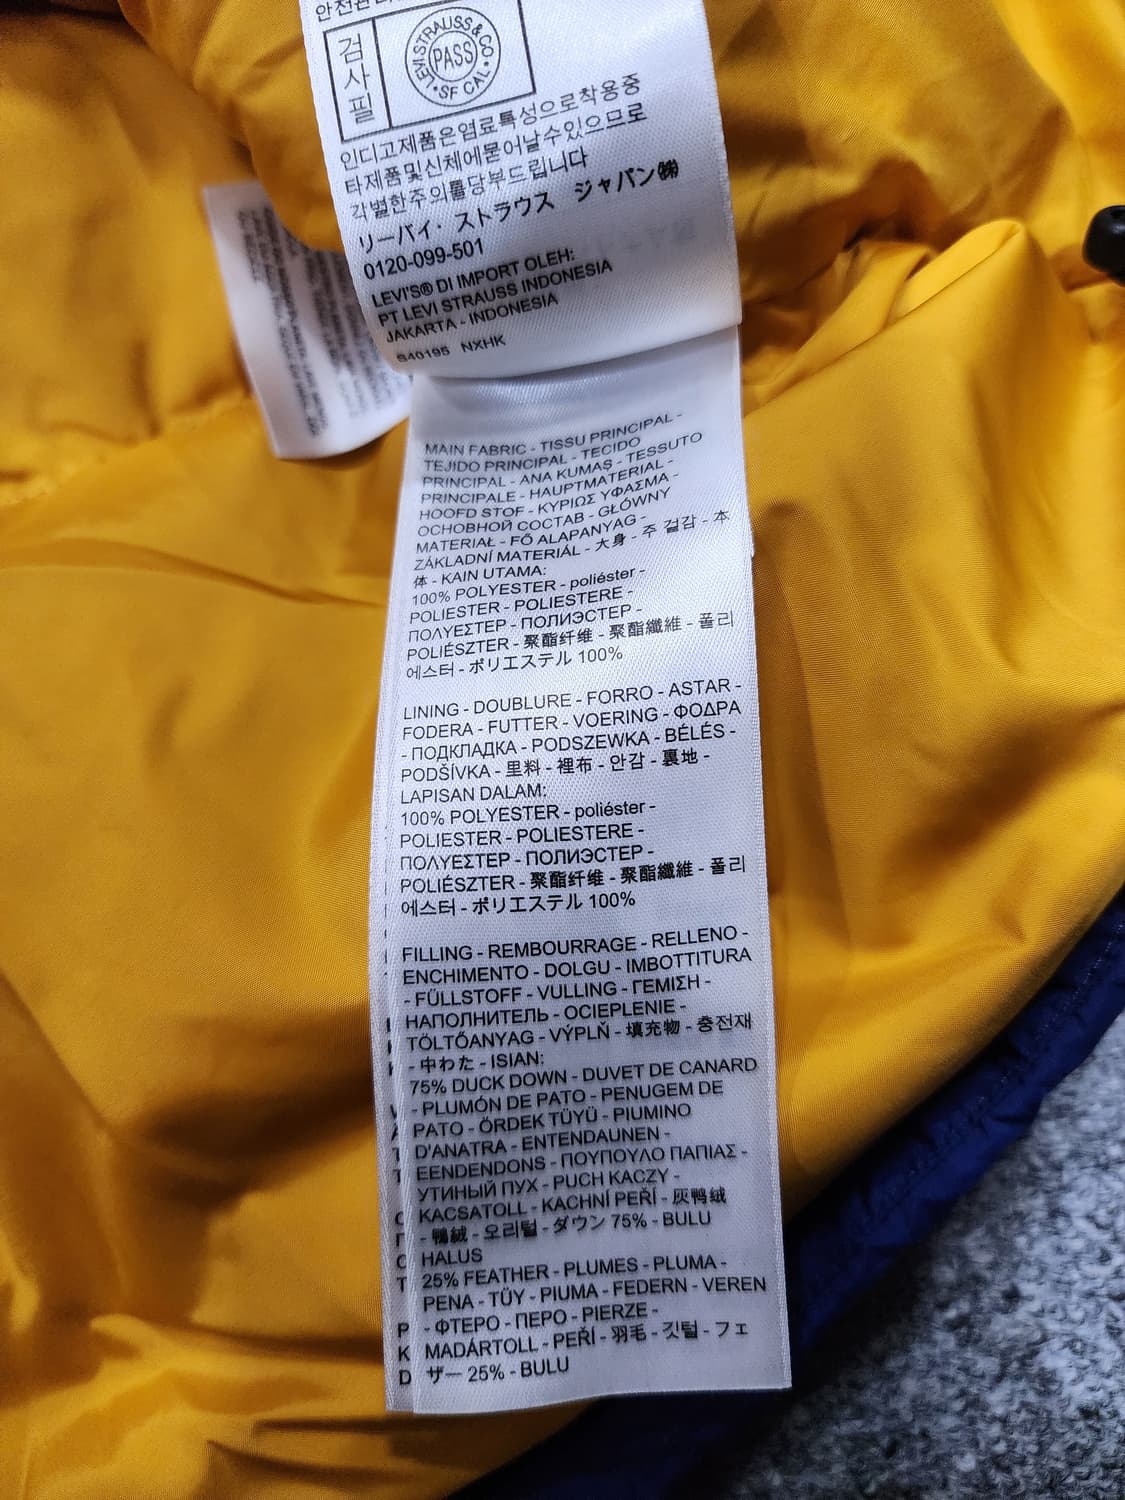 검사필
LEVI STRAUSS & CO
PASS
SF CAL
인디고제품은염료특성으로착용중
타제품및신체에묻어날수있으므로
각별한주의를당부드립니다
リーバイ・ストラウス ジャパン㈱
0120-099-501
LEVI'S® DI IMPORT OLEH:
PT LEVI STRAUSS INDONESIA
JAKARTA - INDONESIA
S40195 NXHK
MAIN FABRIC - TISSU PRINCIPAL -
TEJIDO PRINCIPAL - TECIDO
PRINCIPAL - ANA KUMAŞ - TESSUTO
PRINCIPALE - HAUPTMATERIAL -
HOOFD STOF - ΚΥΡΙΩΣ ΥΦΑΣΜΑ -
ОСНОВНОЙ СОСТАВ - GŁÓWNY
MATERIAŁ - FŐ ALAPANYAG -
ZÁKLADNÍ MATERIÁL - 大身 - 주 겉감 - 本
体 - KAIN UTAMA:
100% POLYESTER - poliéster -
POLIESTER - POLIESTERE -
ΠΟΛΥΕΣΤΕΡ - ПОЛИЭСТЕР -
POLIÉSZTER - 聚酯纤维 - 聚酯纖維 - 폴리
에스터 - ポリエステル 100%
LINING - DOUBLURE - FORRO - ASTAR -
FODERA - FUTTER - VOERING - ΦΟΔΡΑ
- ПОДКЛАДКА - PODSZEWKA - BÉLÉS -
PODŠÍVKA - 里料 - 裡布 - 안감 - 裏地 -
LAPISAN DALAM:
100% POLYESTER - poliéster -
POLIESTER - POLIESTERE -
ΠΟΛΥΕΣΤΕΡ - ПОЛИЭСТЕР -
POLIÉSZTER - 聚酯纤维 - 聚酯纖維 - 폴리
에스터 - ポリエステル 100%
FILLING - REMBOURRAGE - RELLENO -
ENCHIMENTO - DOLGU - IMBOTTITURA
- FÜLLSTOFF - VULLING - ΓΕΜΙΣΗ -
НАПОЛНИТЕЛЬ - OCIEPLENIE -
TÖLTŐANYAG - VÝPLŇ - 填充物 - 충전재
- 中わた - ISIAN:
75% DUCK DOWN - DUVET DE CANARD
- PLUMÓN DE PATO - PENUGEM DE
PATO - ÖRDEK TÜYÜ - PIUMINO
D'ANATRA - ENTENDAUNEN -
EENDENDONS - ΠΟΥΠΟΥΛΟ ΠΑΠΙΑΣ -
УТИНЫЙ ПУХ - PUCH KACZY -
KACSATOLL - KACHNÍ PEŘÍ - 灰鸭绒
- 鴨絨 - 오리털 - ダウン 75% - BULU
HALUS
25% FEATHER - PLUMES - PLUMA -
PENA - TÜY - PIUMA - FEDERN - VEREN
- ΦΤΕΡΟ - ПЕРО - PIERZE -
MADÁRTOLL - PEŘÍ - 羽毛 - 깃털 - フェ
ザー 25% - BULU